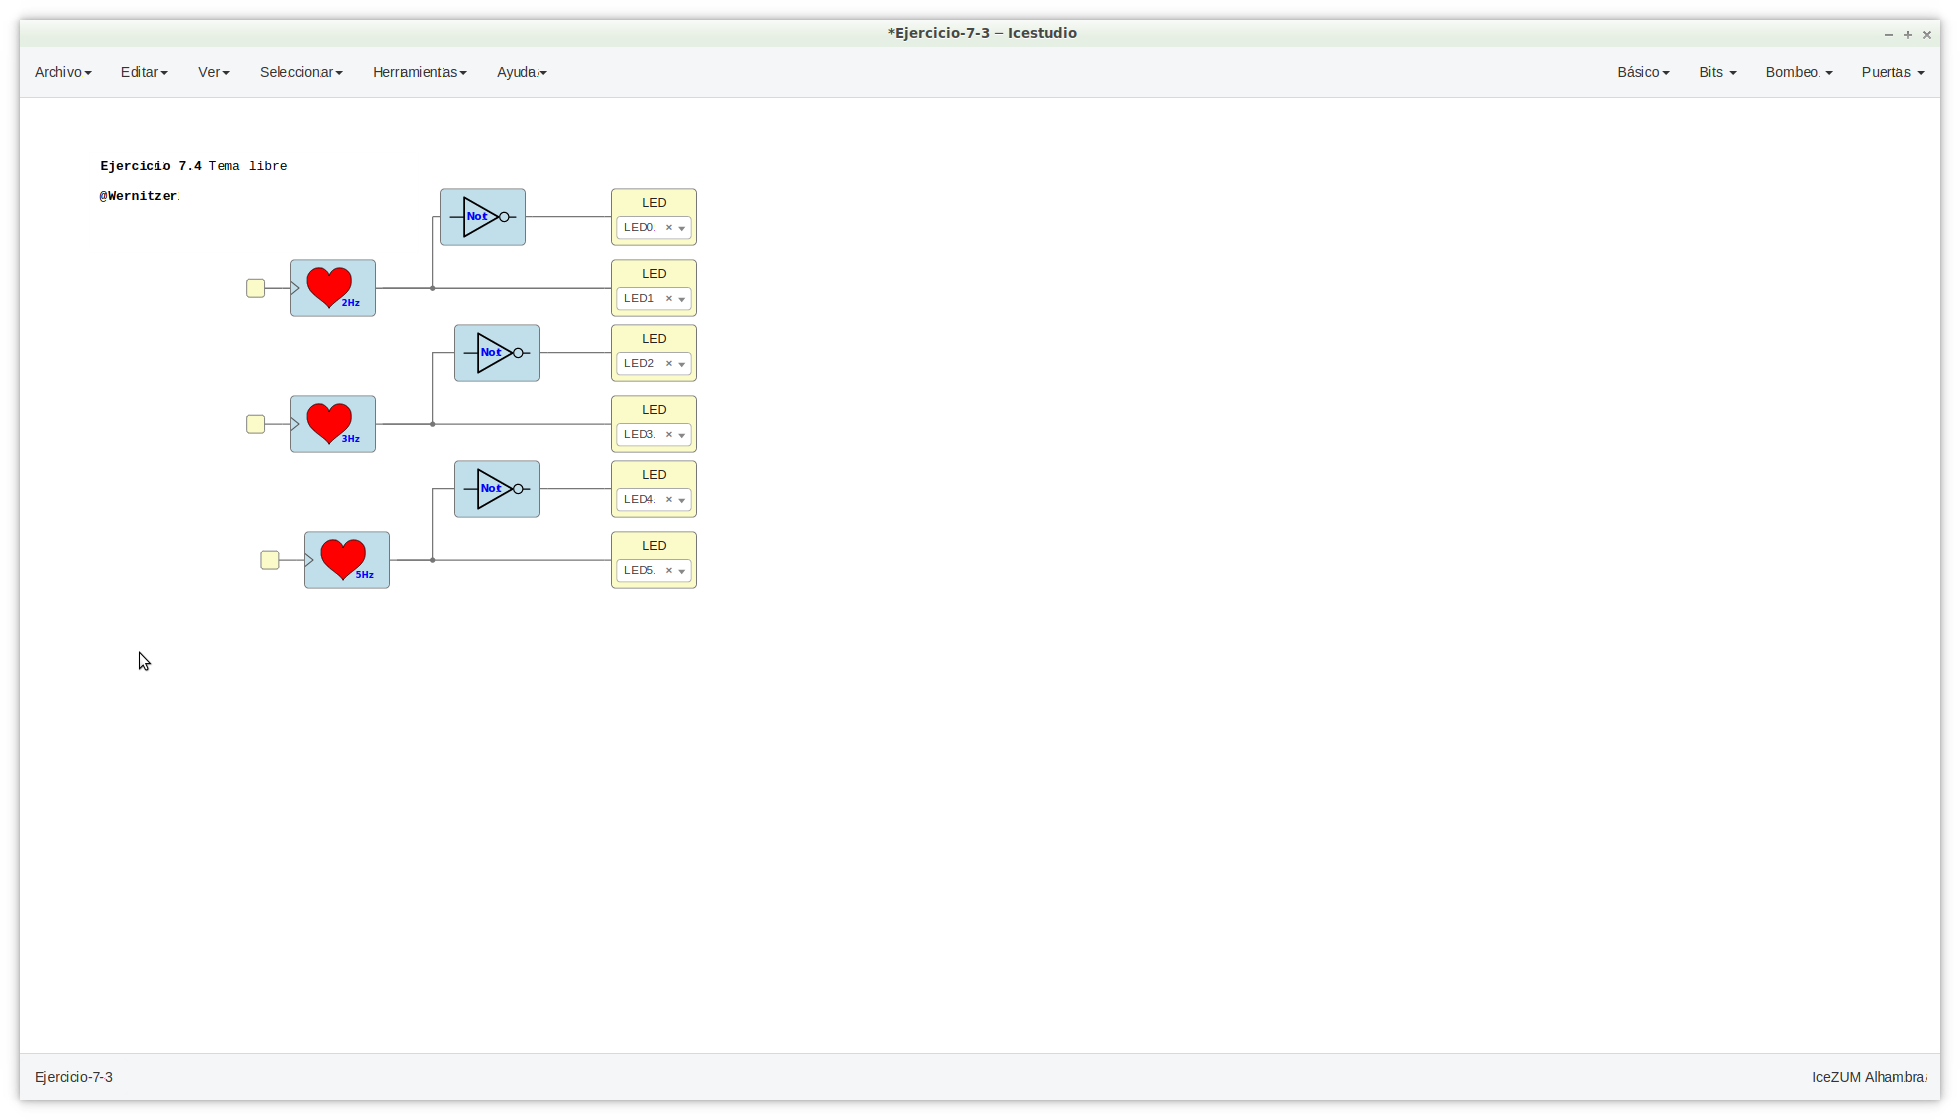 *Ejercicio-7-3 – Icestudio
Archivo Editar Ver Seleccionar Herramientas Ayuda Básico Bits Bombeo Puertas
Ejercicio 7.4 Tema libre
@Wernitzer
Not
LED
LED0
2Hz
LED
LED1
Not
LED
LED2
3Hz
LED
LED3
Not
LED
LED4
5Hz
LED
LED5
Ejercicio-7-3 IceZUM Alhambra